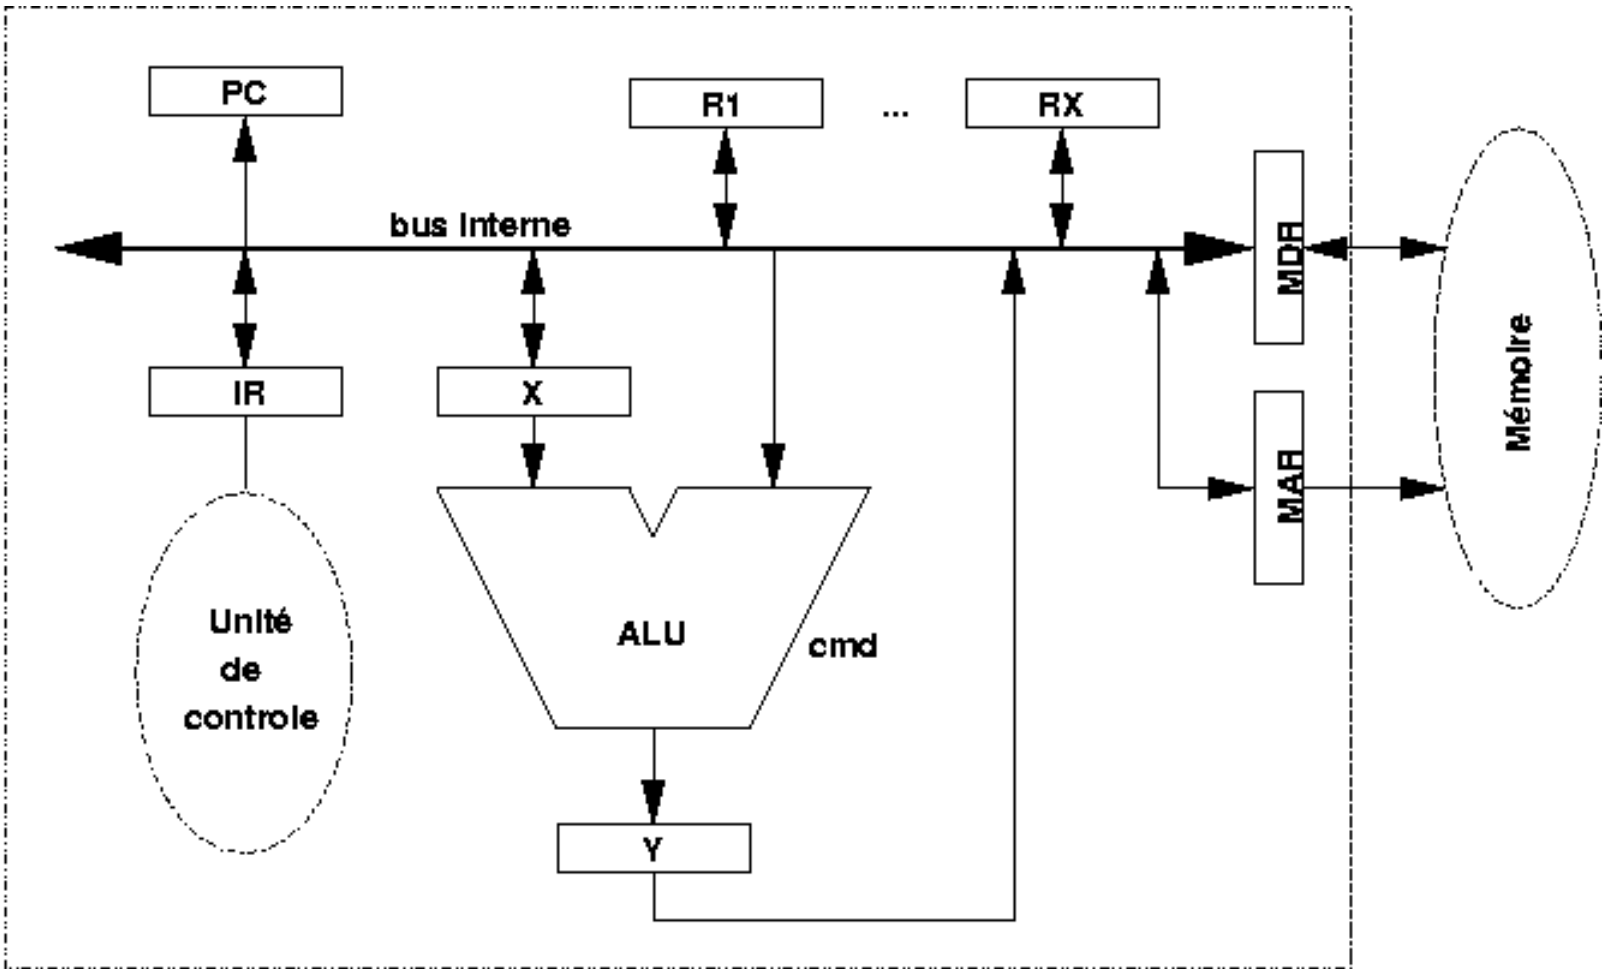 PC
R1
...
RX
bus Interne
MDR
IR
X
Mémoire
MAR
Unité
de
controle
ALU
cmd
Y